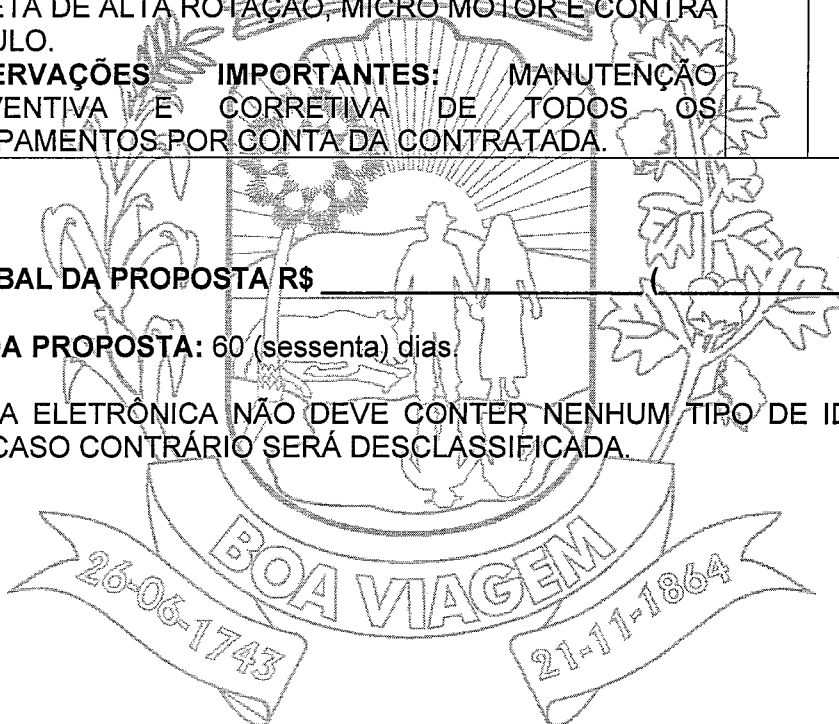 ETA DE ALTA ROTAÇÃO, MICRO MOTOR E CONTRA
ULO.
ERVAÇÕES IMPORTANTES: MANUTENÇÃO
VENTIVA E CORRETIVA DE TODOS OS
PAMENTOS POR CONTA DA CONTRATADA.
BAL DA PROPOSTA R$ ____________________ (____________
A PROPOSTA: 60 (sessenta) dias.
A ELETRÔNICA NÃO DEVE CONTER NENHUM TIPO DE ID
CASO CONTRÁRIO SERÁ DESCLASSIFICADA.
BOA VIAGEM
26-06-1743
21-11-1864